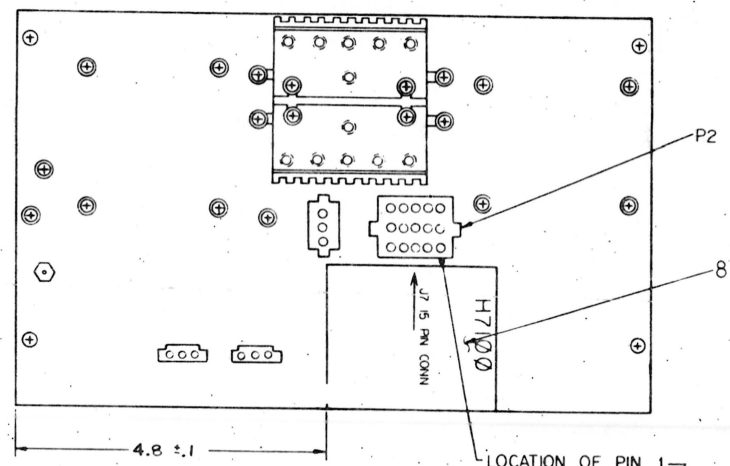 P2
8
J7 15 PIN CONN
H7100
4.8 ±.1
LOCATION OF PIN 1